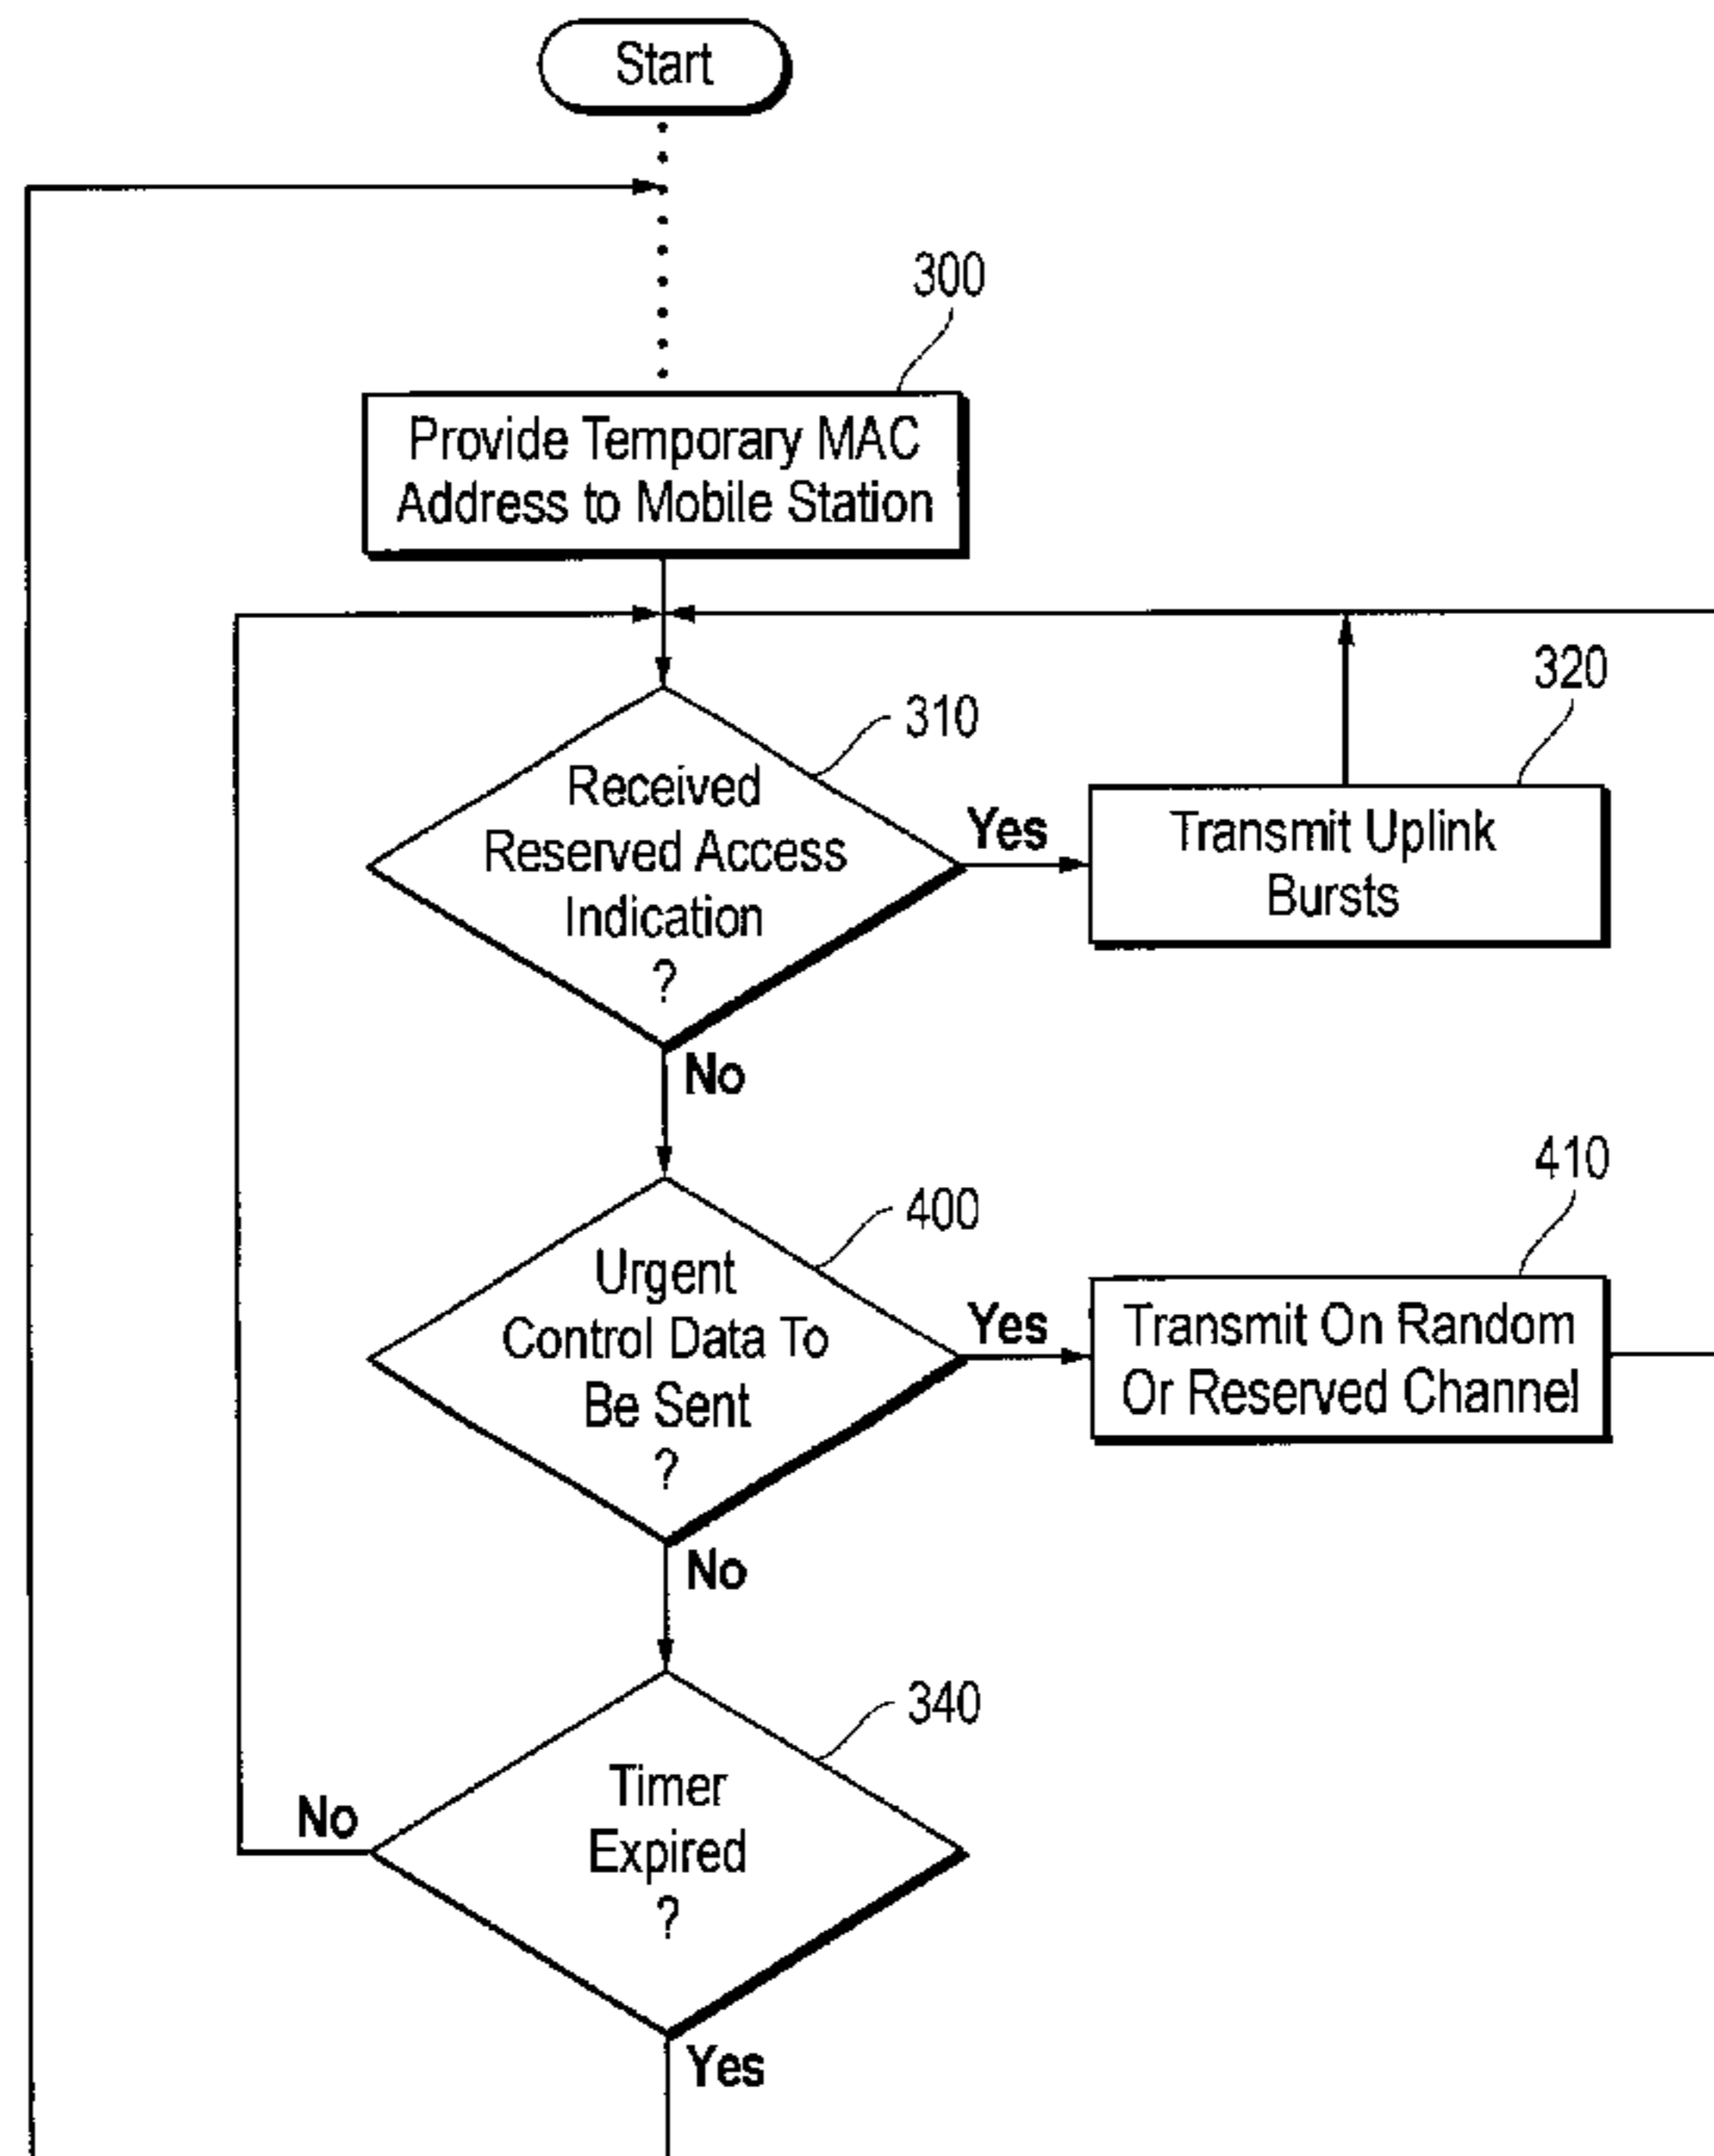 Start
300
Provide Temporary MAC
Address to Mobile Station
310
320
Received
Reserved Access
Indication
?
Yes
Transmit Uplink
Bursts
No
400
410
Urgent
Control Data To
Be Sent
?
Yes
Transmit On Random
Or Reserved Channel
No
340
Timer
Expired
?
No
Yes